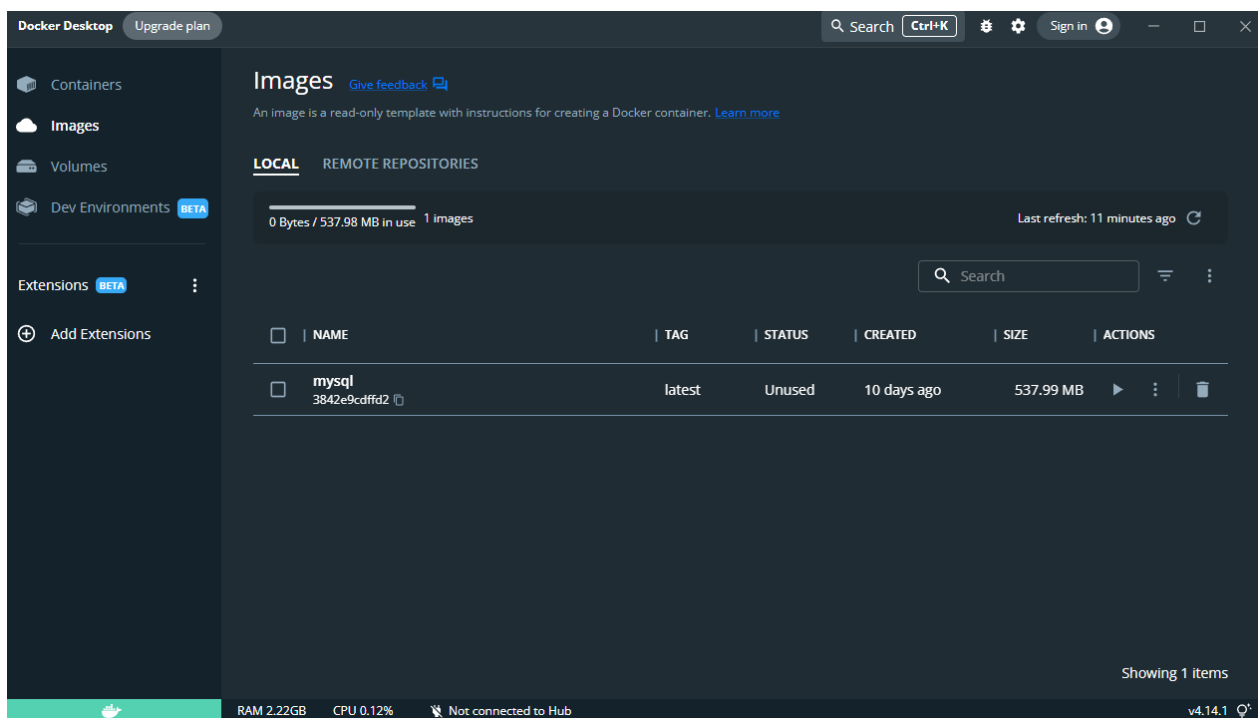 Docker Desktop Upgrade plan Search Ctrl+K Sign in
Containers
Images
Volumes
Dev Environments BETA
Extensions BETA
Add Extensions
Images Give feedback
An image is a read-only template with instructions for creating a Docker container. Learn more
LOCAL REMOTE REPOSITORIES
0 Bytes / 537.98 MB in use 1 images Last refresh: 11 minutes ago
Search
NAME TAG STATUS CREATED SIZE ACTIONS
mysql latest Unused 10 days ago 537.99 MB
3842e9cdffd2
Showing 1 items
RAM 2.22GB CPU 0.12% Not connected to Hub v4.14.1